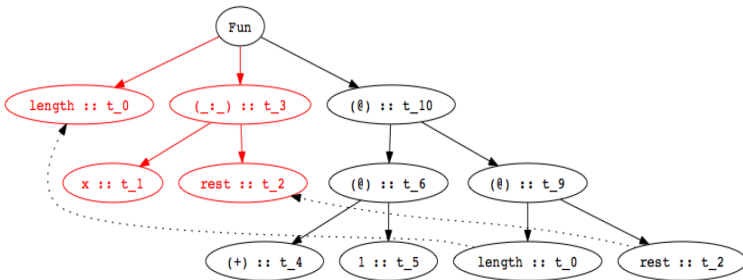 Fun
length :: t_0
(_:_) :: t_3
(@) :: t_10
x :: t_1
rest :: t_2
(@) :: t_6
(@) :: t_9
(+) :: t_4
1 :: t_5
length :: t_0
rest :: t_2